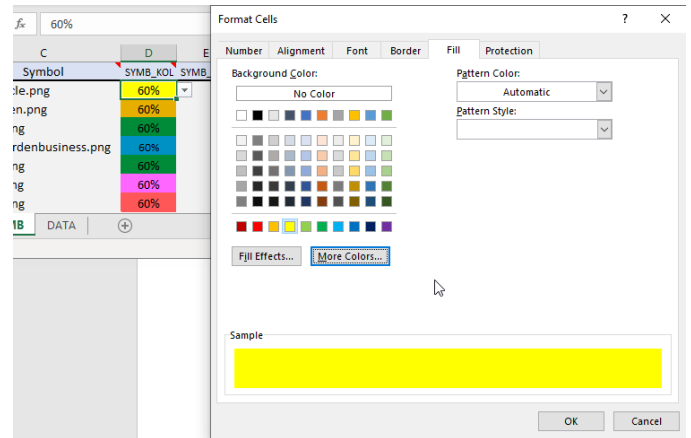 fx 60%
C D E
Symbol SYMB_KOL SYMB_
cle.png 60%
en.png 60%
ng 60%
rdenbusiness.png 60%
ng 60%
ng 60%
ng 60%
MB DATA
Format Cells ? X
Number Alignment Font Border Fill Protection
Background Color:
No Color
Pattern Color:
Automatic
Pattern Style:
Fill Effects... More Colors...
Sample
OK Cancel